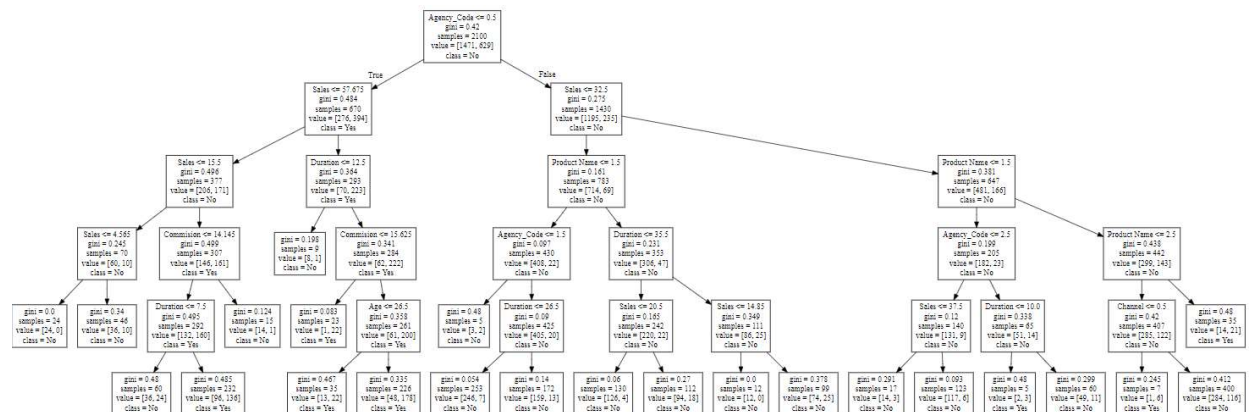 Agency_Code <= 0.5
gini = 0.42
samples = 2100
value = [1471, 629]
class = No
True
False
Sales <= 57.675
gini = 0.484
samples = 670
value = [276, 394]
class = Yes
Sales <= 32.5
gini = 0.275
samples = 1430
value = [1195, 235]
class = No
Sales <= 15.5
gini = 0.496
samples = 377
value = [206, 171]
class = No
Duration <= 12.5
gini = 0.364
samples = 293
value = [70, 223]
class = Yes
Product Name <= 1.5
gini = 0.161
samples = 783
value = [714, 69]
class = No
Product Name <= 1.5
gini = 0.381
samples = 647
value = [481, 166]
class = No
Sales <= 4.565
gini = 0.245
samples = 70
value = [60, 10]
class = No
Commision <= 14.145
gini = 0.499
samples = 307
value = [146, 161]
class = Yes
gini = 0.198
samples = 9
value = [8, 1]
class = No
Commision <= 15.625
gini = 0.341
samples = 284
value = [62, 222]
class = Yes
Agency_Code <= 1.5
gini = 0.097
samples = 430
value = [408, 22]
class = No
Duration <= 35.5
gini = 0.231
samples = 353
value = [306, 47]
class = No
Agency_Code <= 2.5
gini = 0.199
samples = 205
value = [182, 23]
class = No
Product Name <= 2.5
gini = 0.438
samples = 442
value = [299, 143]
class = No
gini = 0.0
samples = 24
value = [24, 0]
class = No
gini = 0.34
samples = 46
value = [36, 10]
class = No
Duration <= 7.5
gini = 0.495
samples = 292
value = [132, 160]
class = Yes
gini = 0.124
samples = 15
value = [14, 1]
class = No
gini = 0.083
samples = 23
value = [1, 22]
class = Yes
Age <= 26.5
gini = 0.358
samples = 261
value = [61, 200]
class = Yes
gini = 0.48
samples = 5
value = [3, 2]
class = No
Duration <= 26.5
gini = 0.09
samples = 425
value = [405, 20]
class = No
Sales <= 20.5
gini = 0.165
samples = 242
value = [220, 22]
class = No
Sales <= 14.85
gini = 0.349
samples = 111
value = [86, 25]
class = No
Sales <= 37.5
gini = 0.12
samples = 140
value = [131, 9]
class = No
Duration <= 10.0
gini = 0.338
samples = 65
value = [51, 14]
class = No
Channel <= 0.5
gini = 0.42
samples = 407
value = [285, 122]
class = No
gini = 0.48
samples = 35
value = [14, 21]
class = Yes
gini = 0.48
samples = 60
value = [36, 24]
class = No
gini = 0.485
samples = 232
value = [96, 136]
class = Yes
gini = 0.467
samples = 35
value = [13, 22]
class = Yes
gini = 0.335
samples = 226
value = [48, 178]
class = Yes
gini = 0.054
samples = 253
value = [246, 7]
class = No
gini = 0.14
samples = 172
value = [159, 13]
class = No
gini = 0.06
samples = 130
value = [126, 4]
class = No
gini = 0.27
samples = 112
value = [94, 18]
class = No
gini = 0.0
samples = 12
value = [12, 0]
class = No
gini = 0.378
samples = 99
value = [74, 25]
class = No
gini = 0.291
samples = 17
value = [14, 3]
class = No
gini = 0.093
samples = 123
value = [117, 6]
class = No
gini = 0.48
samples = 5
value = [2, 3]
class = Yes
gini = 0.299
samples = 60
value = [49, 11]
class = No
gini = 0.245
samples = 7
value = [1, 6]
class = Yes
gini = 0.412
samples = 400
value = [284, 116]
class = No